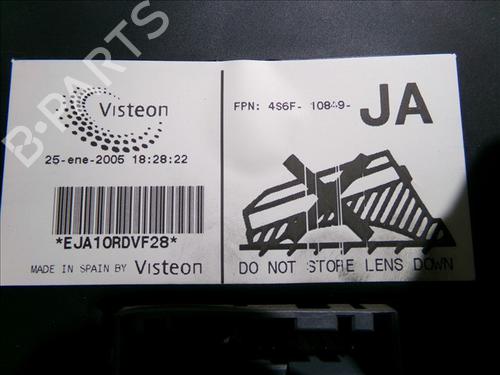 Visteon
25-ene-2005 18:28:22
*EJA10RDVF28*
MADE IN SPAIN BY Visteon
FPN: 4S6F- 10849- JA
DO NOT STORE LENS DOWN
B-PARTS